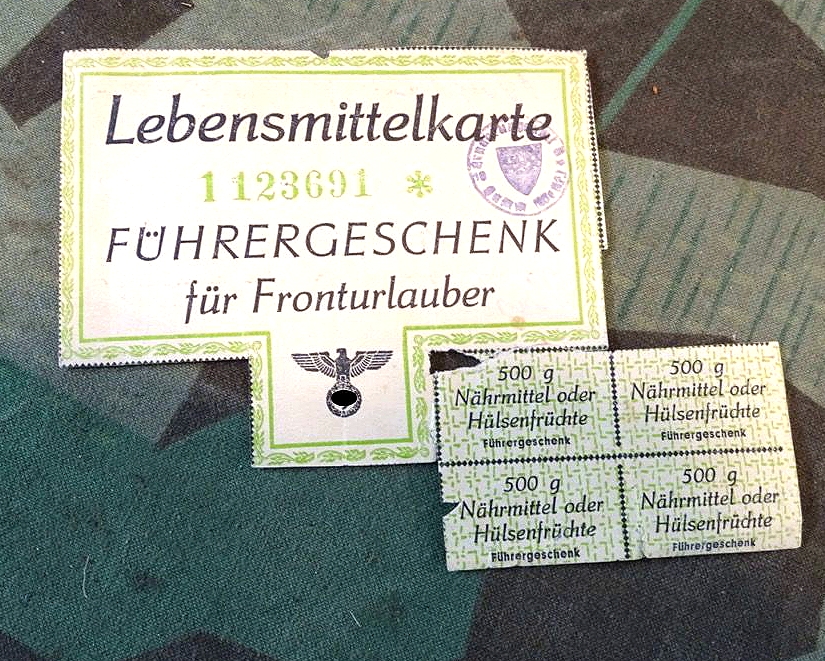 Lebensmittelkarte
1123691 *
FÜHRERGESCHENK
für Fronturlauber
500 g
Nährmittel oder
Hülsenfrüchte
Führergeschenk
500 g
Nährmittel oder
Hülsenfrüchte
Führergeschenk
500 g
Nährmittel oder
Hülsenfrüchte
Führergeschenk
500 g
Nährmittel oder
Hülsenfrüchte
Führergeschenk